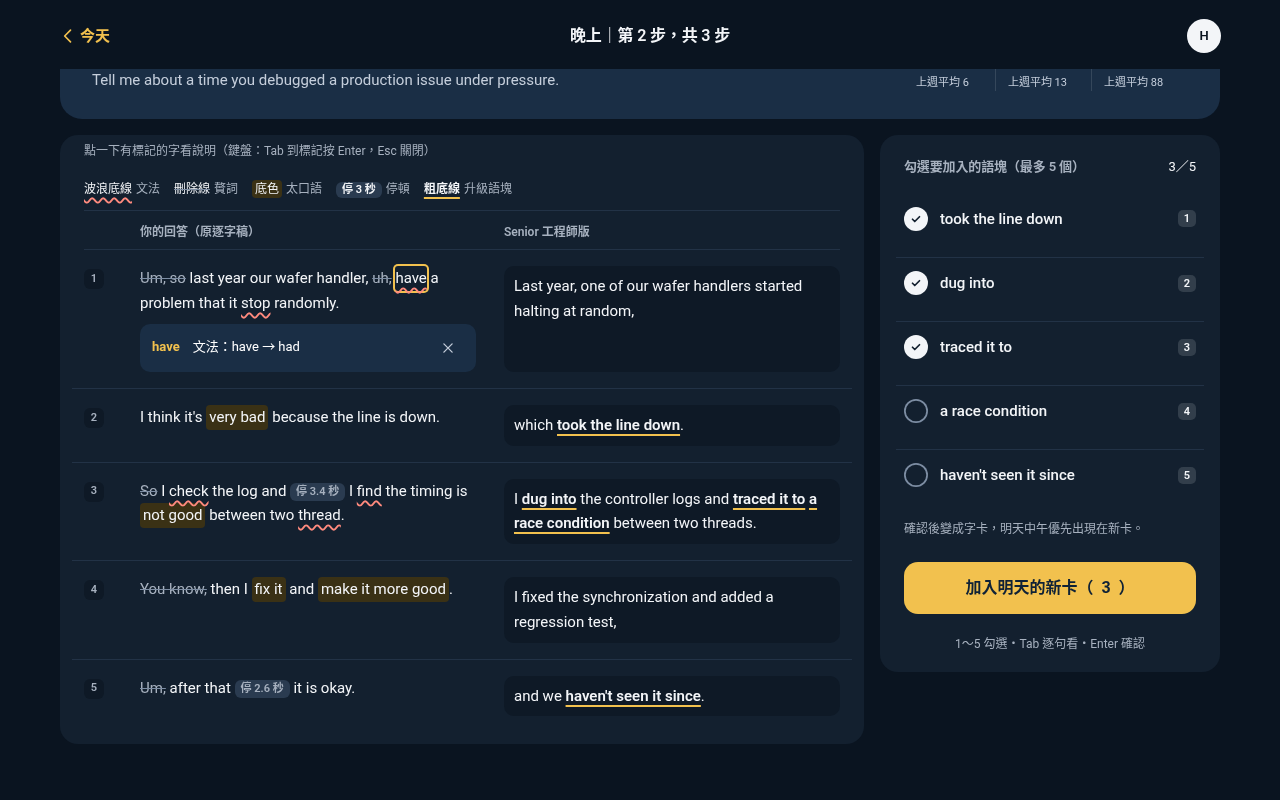 今天
晚上｜第 2 步，共 3 步
H
Tell me about a time you debugged a production issue under pressure.
上週平均 6
上週平均 13
上週平均 88
點一下有標記的字看說明（鍵盤：Tab 到標記按 Enter，Esc 關閉）
波浪底線 文法 刪除線 贅詞 底色 太口語 停 3 秒 停頓 粗底線 升級語塊
你的回答（原逐字稿）
Senior 工程師版
1
Um, so last year our wafer handler, uh, have a
problem that it stop randomly.
have 文法：have → had ×
Last year, one of our wafer handlers started
halting at random,
2
I think it's very bad because the line is down.
which took the line down.
3
So I check the log and 停 3.4 秒 I find the timing is
not good between two thread.
I dug into the controller logs and traced it to a
race condition between two threads.
4
You know, then I fix it and make it more good.
I fixed the synchronization and added a
regression test,
5
Um, after that 停 2.6 秒 it is okay.
and we haven't seen it since.
勾選要加入的語塊（最多 5 個）
3／5
took the line down 1
dug into 2
traced it to 3
a race condition 4
haven't seen it since 5
確認後變成字卡，明天中午優先出現在新卡。
加入明天的新卡（ 3 ）
1～5 勾選・Tab 逐句看・Enter 確認